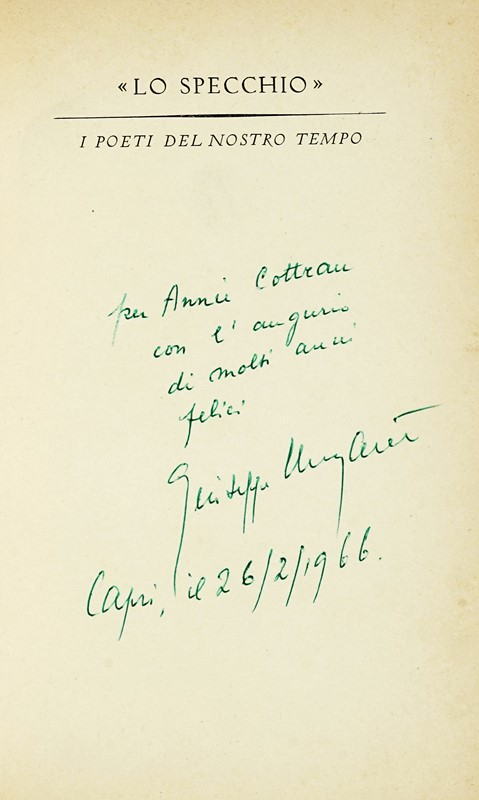 «LO SPECCHIO»
I POETI DEL NOSTRO TEMPO
per Annie Cottrau
con l'augurio
di molti anni
felici
Giuseppe Ungaretti
Capri, il 26/2/1966.